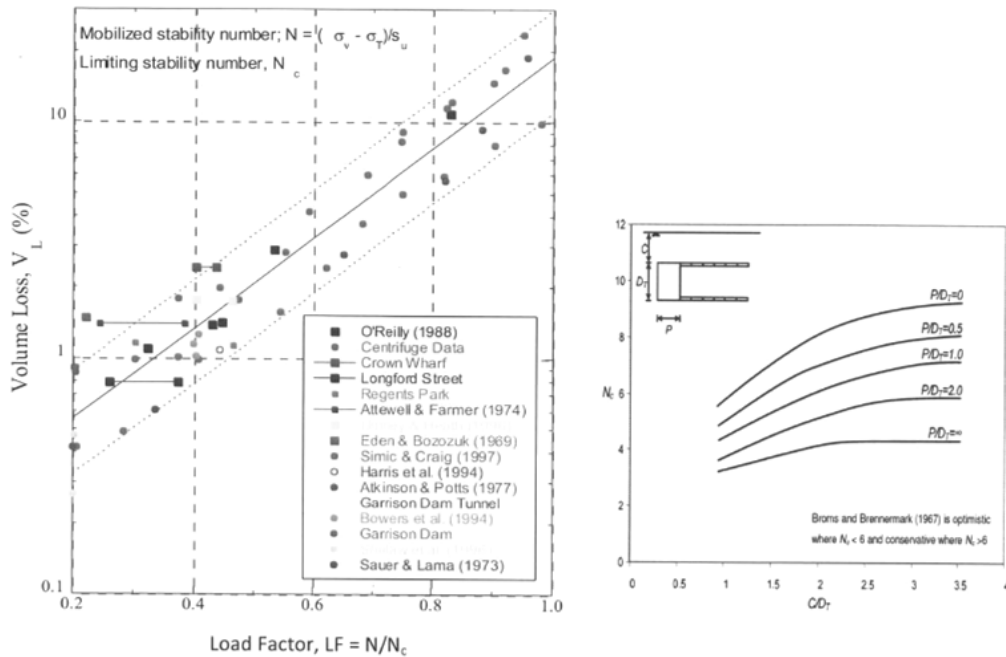 Mobilized stability number; N = ( σv - σT)/su
Limiting stability number, Nc
Volume Loss, VL (%)
10
1
0.1
0.2
0.4
0.6
0.8
1.0
O'Reilly (1988)
Centrifuge Data
Crown Wharf
Longford Street
Regents Park
Attewell & Farmer (1974)
Eden & Bozozuk (1969)
Simic & Craig (1997)
Harris et al. (1994)
Atkinson & Potts (1977)
Garrison Dam Tunnel
Bowers et al. (1994)
Garrison Dam
Sauer & Lama (1973)
Load Factor, LF = N/Nc
12
10
8
6
4
2
0
Nc
C
DT
P
P/DT=0
P/DT=0.5
P/DT=1.0
P/DT=2.0
P/DT=∞
Broms and Brennermark (1967) is optimistic
where Nc < 6 and conservative where Nc >6
0
0.5
1
1.5
2
2.5
3
3.5
4
C/DT